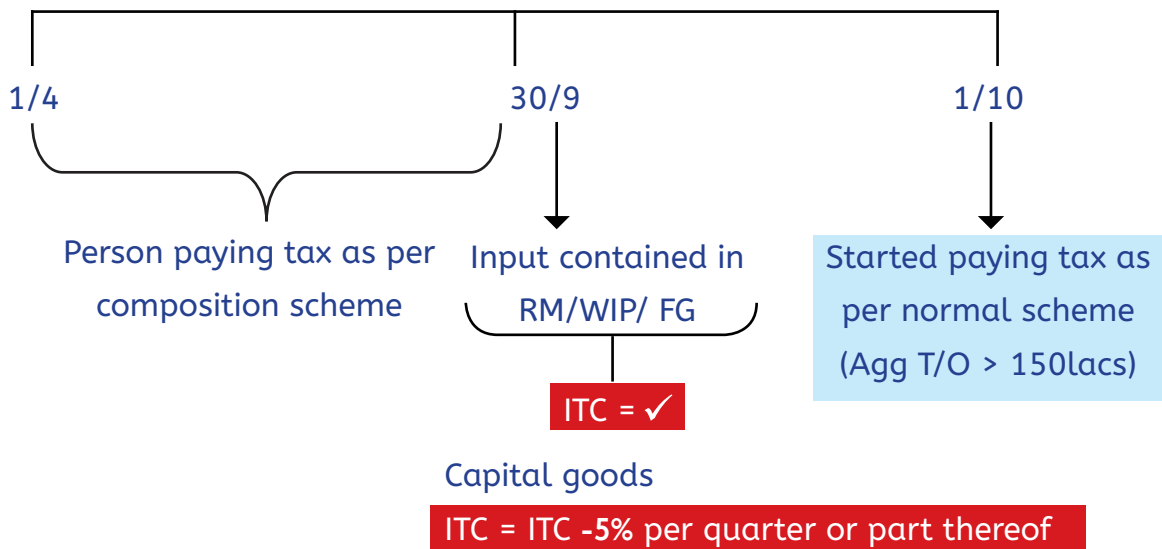 1/4
30/9
1/10
Person paying tax as per
composition scheme
Input contained in
RM/WIP/ FG
Started paying tax as
per normal scheme
(Agg T/O > 150lacs)
ITC = ✓
Capital goods
ITC = ITC -5% per quarter or part thereof